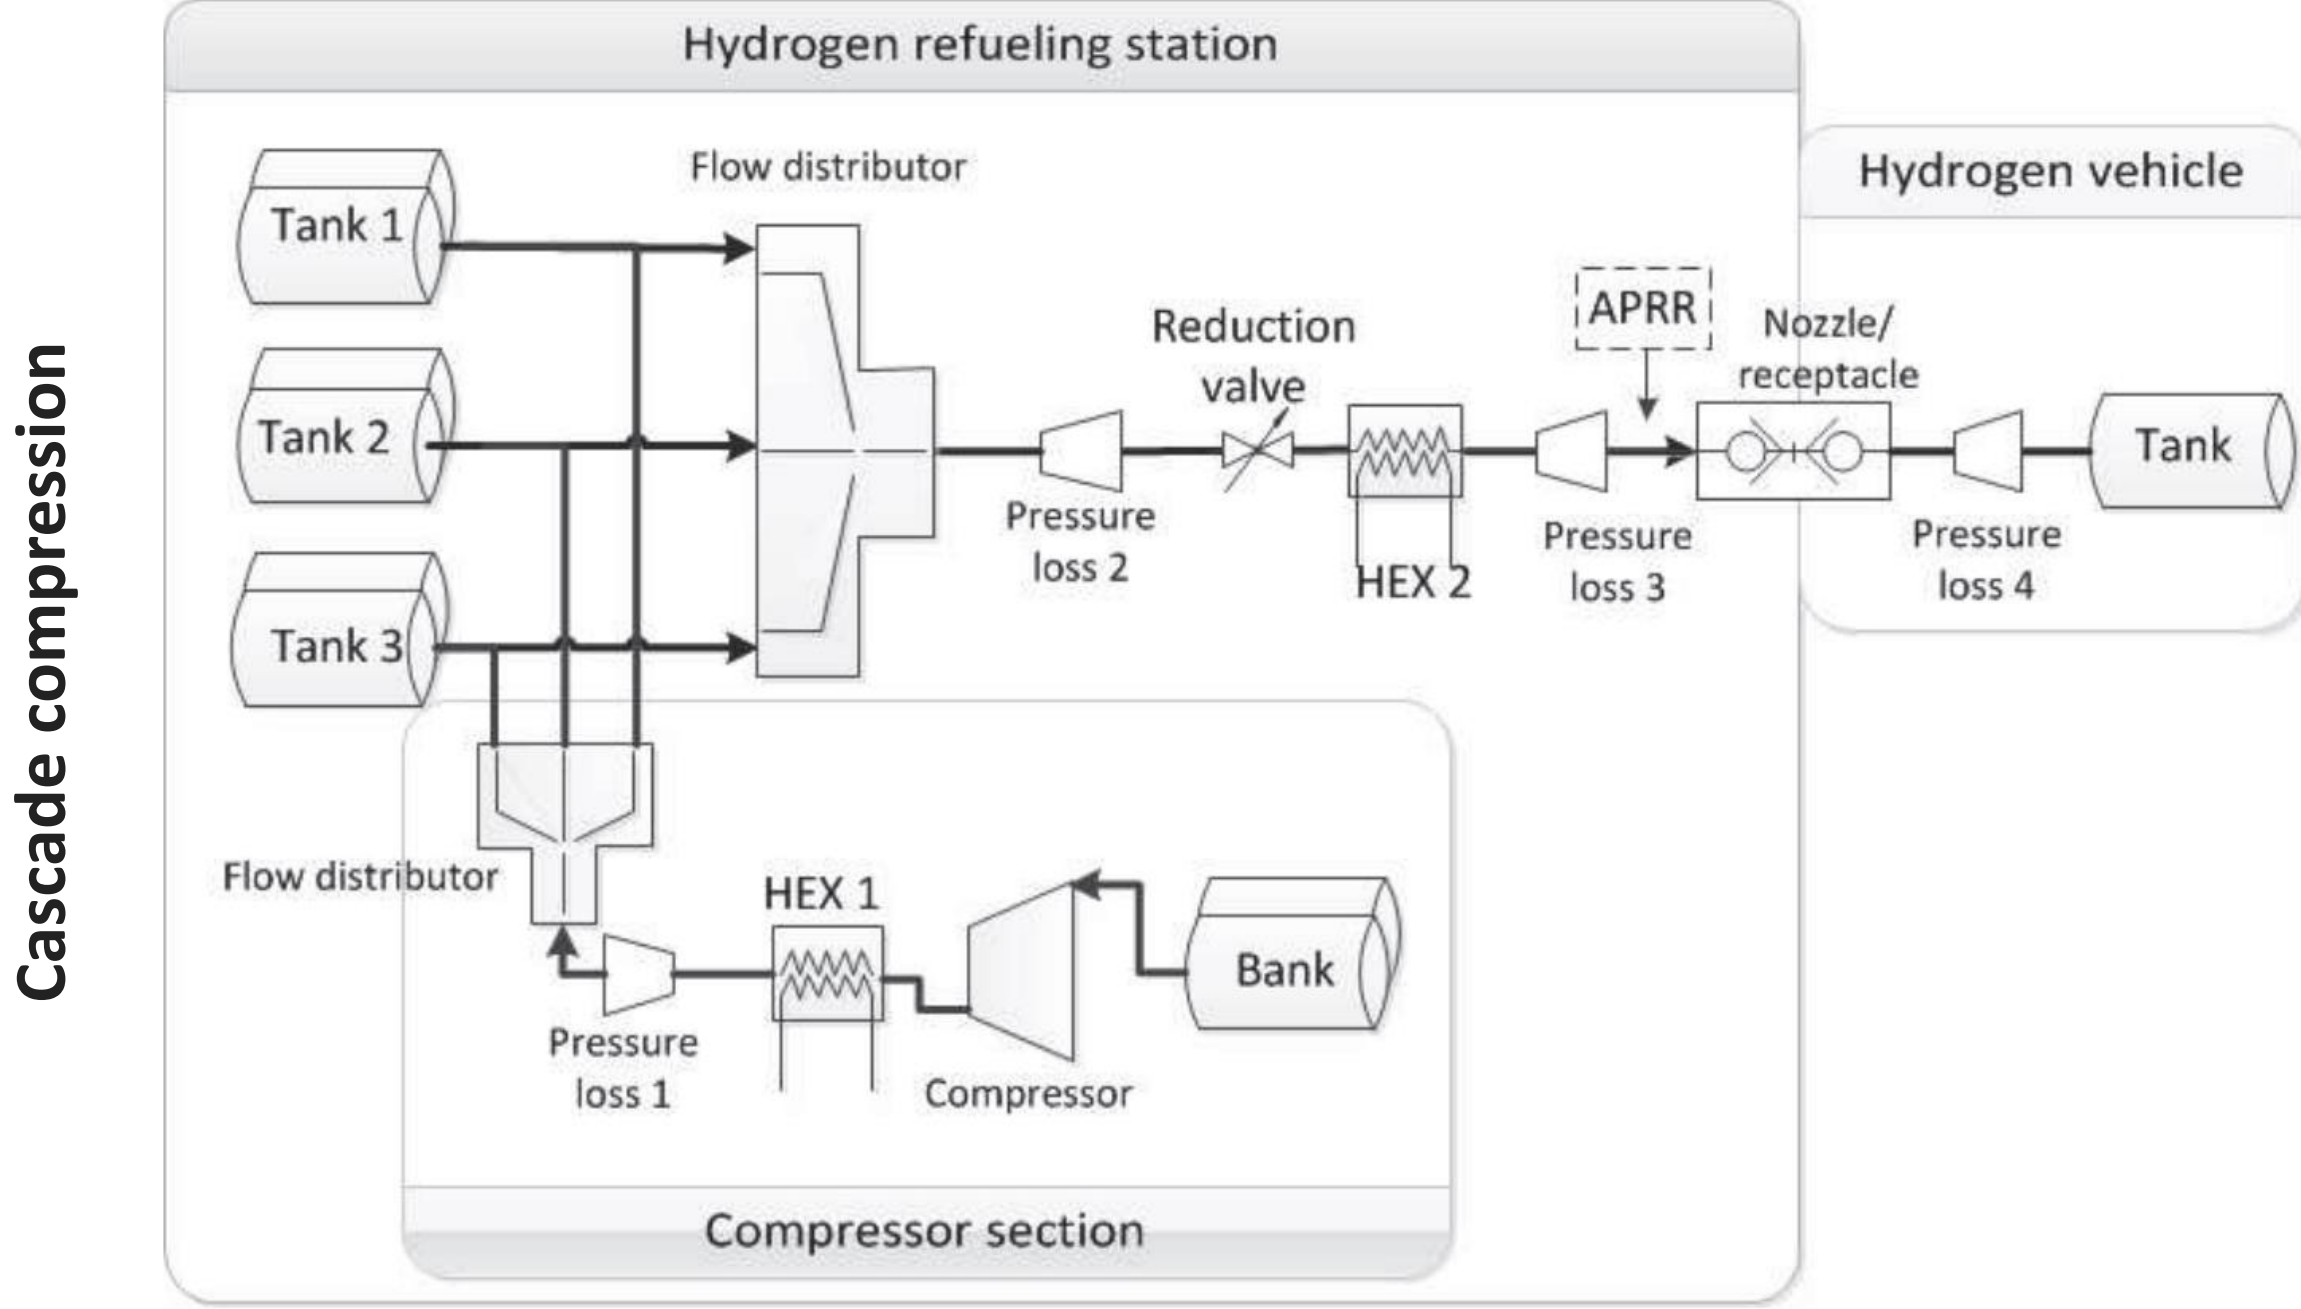 Cascade compression
Hydrogen refueling station
Hydrogen vehicle
Flow distributor
Tank 1
Tank 2
Tank 3
Reduction
valve
APRR
Nozzle/
receptacle
Tank
Pressure
loss 2
HEX 2
Pressure
loss 3
Pressure
loss 4
Flow distributor
HEX 1
Bank
Pressure
loss 1
Compressor
Compressor section